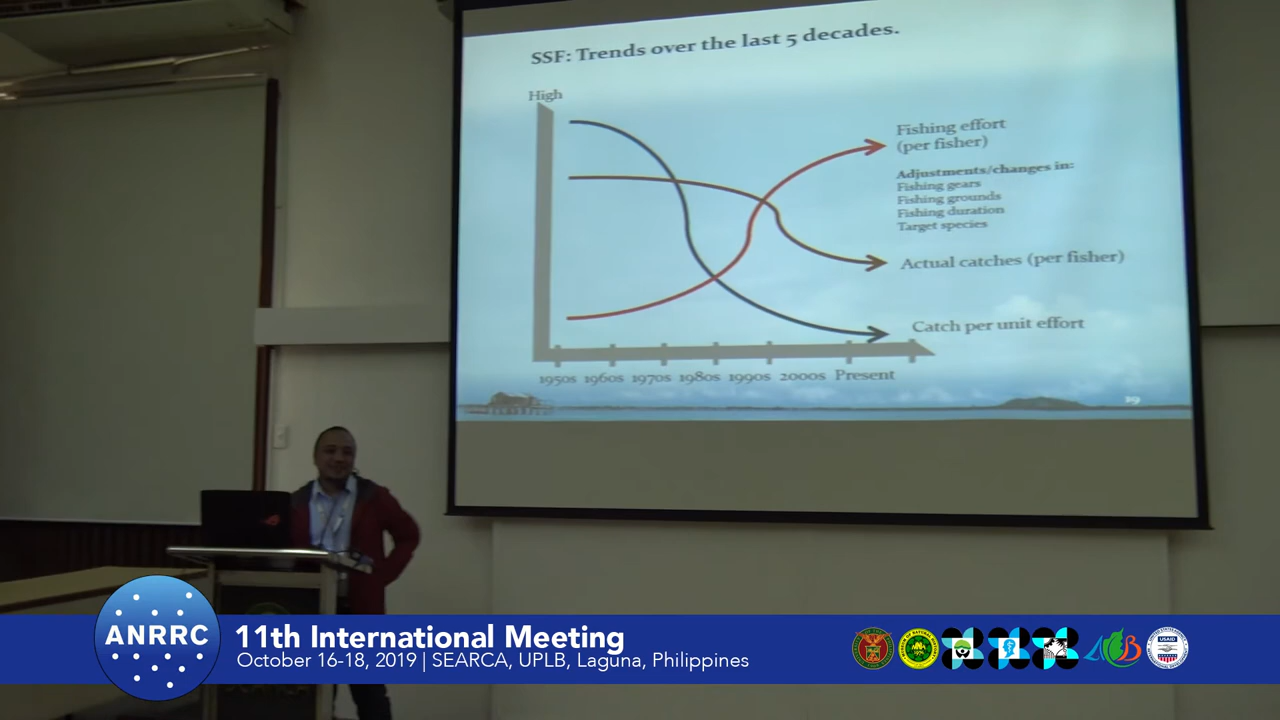 SSF: Trends over the last 5 decades.
High
Fishing effort
(per fisher)
Adjustments/changes in:
Fishing gears
Fishing grounds
Fishing duration
Target species
Actual catches (per fisher)
Catch per unit effort
1950s 1960s 1970s 1980s 1990s 2000s Present
ANRRC
11th International Meeting
October 16-18, 2019 | SEARCA, UPLB, Laguna, Philippines
USAID